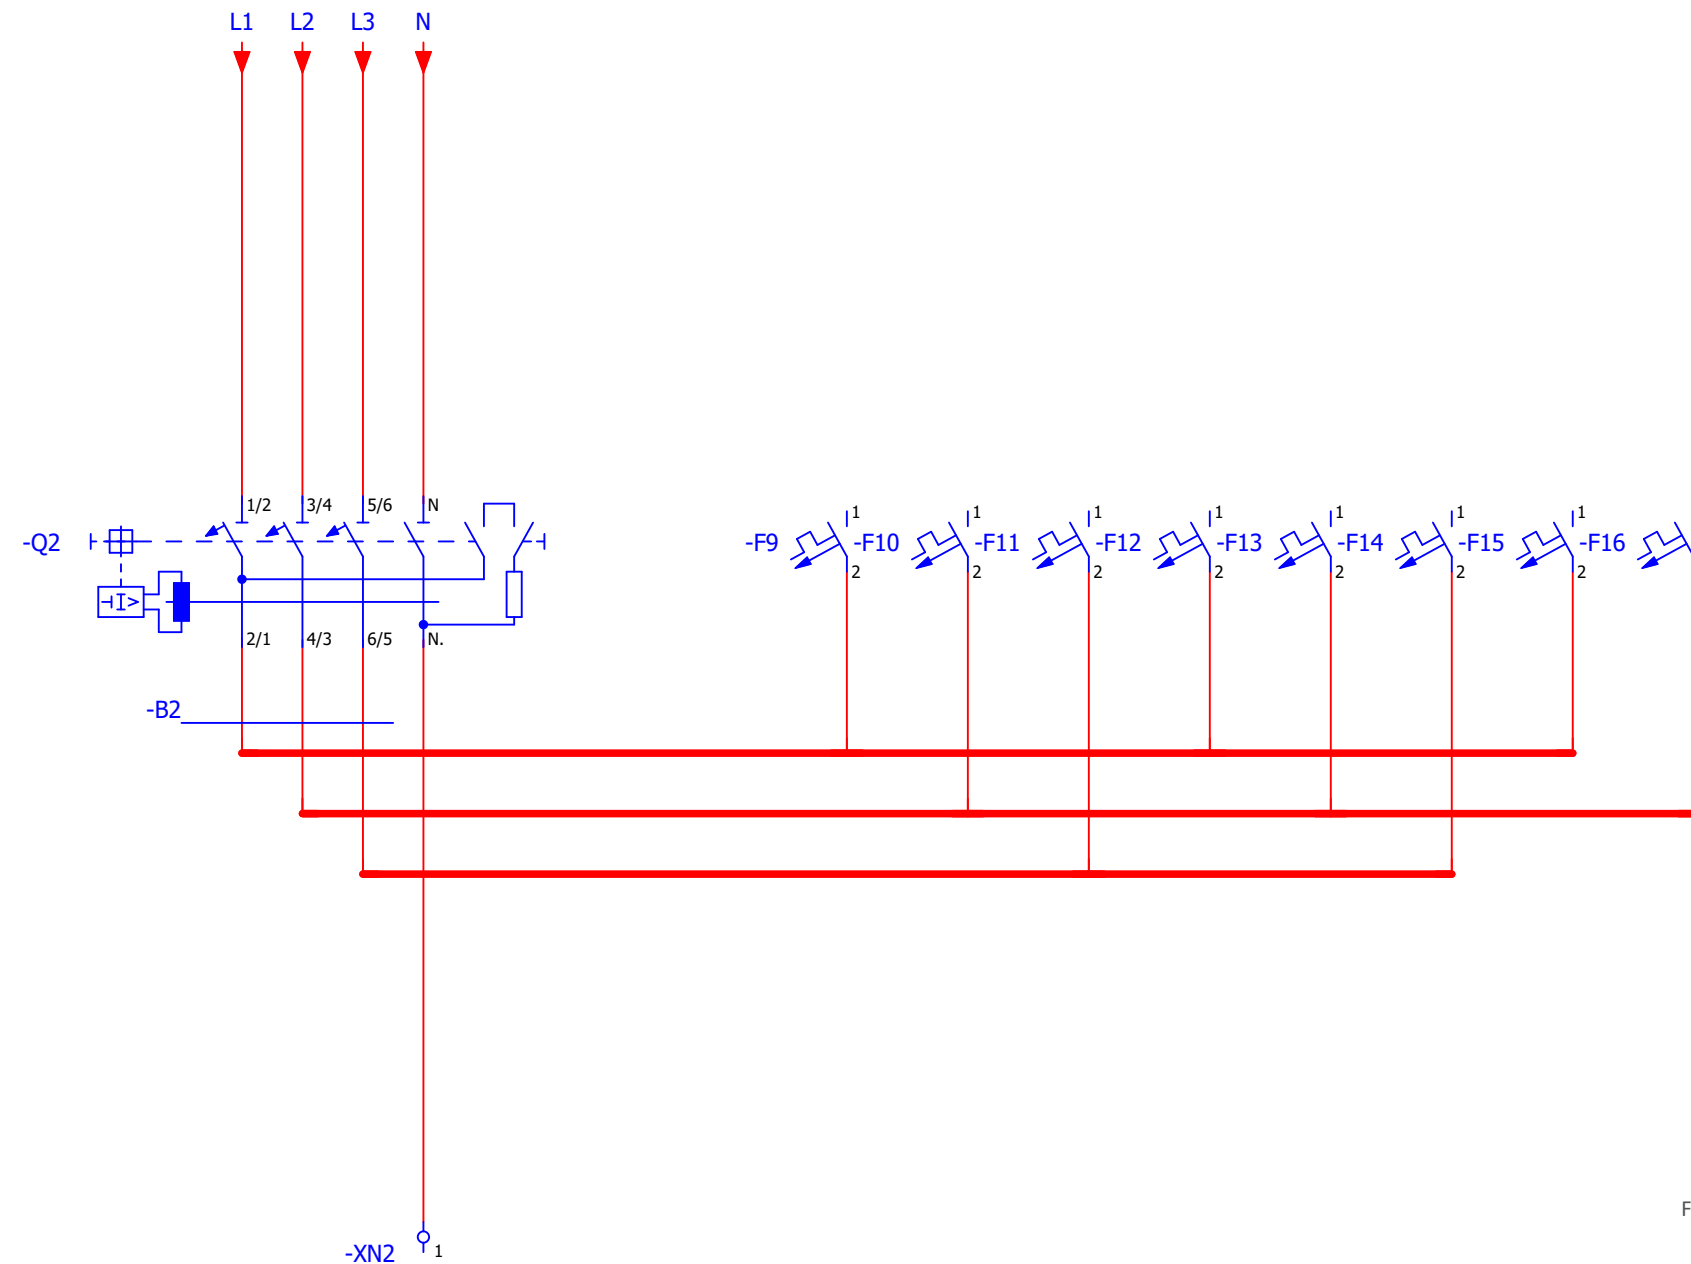 L1 L2 L3 N
1/2 3/4 5/6 N
1 1 1 1 1 1 1
-Q2 -F9 -F10 -F11 -F12 -F13 -F14 -F15 -F16
2 2 2 2 2 2 2
I>
2/1 4/3 6/5 N.
-B2
F
-XN2 1